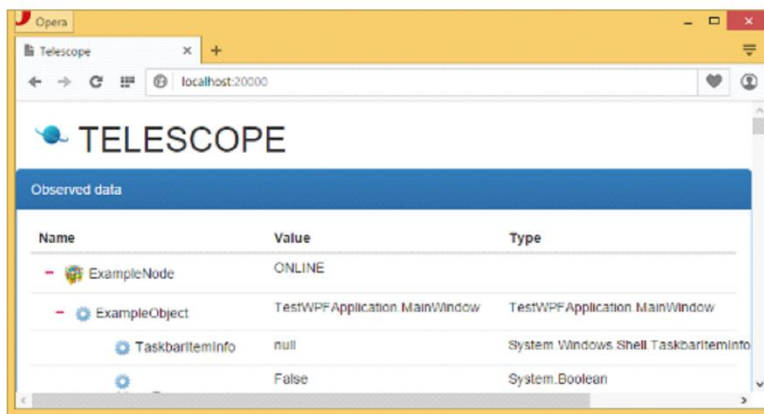 Opera
Telescope
localhost:20000
TELESCOPE
Observed data
Name Value Type
ExampleNode ONLINE
ExampleObject TestWPFApplication.MainWindow TestWPFApplication.MainWindow
TaskbarItemInfo null System.Windows.Shell.TaskbarItemInfo
False System.Boolean